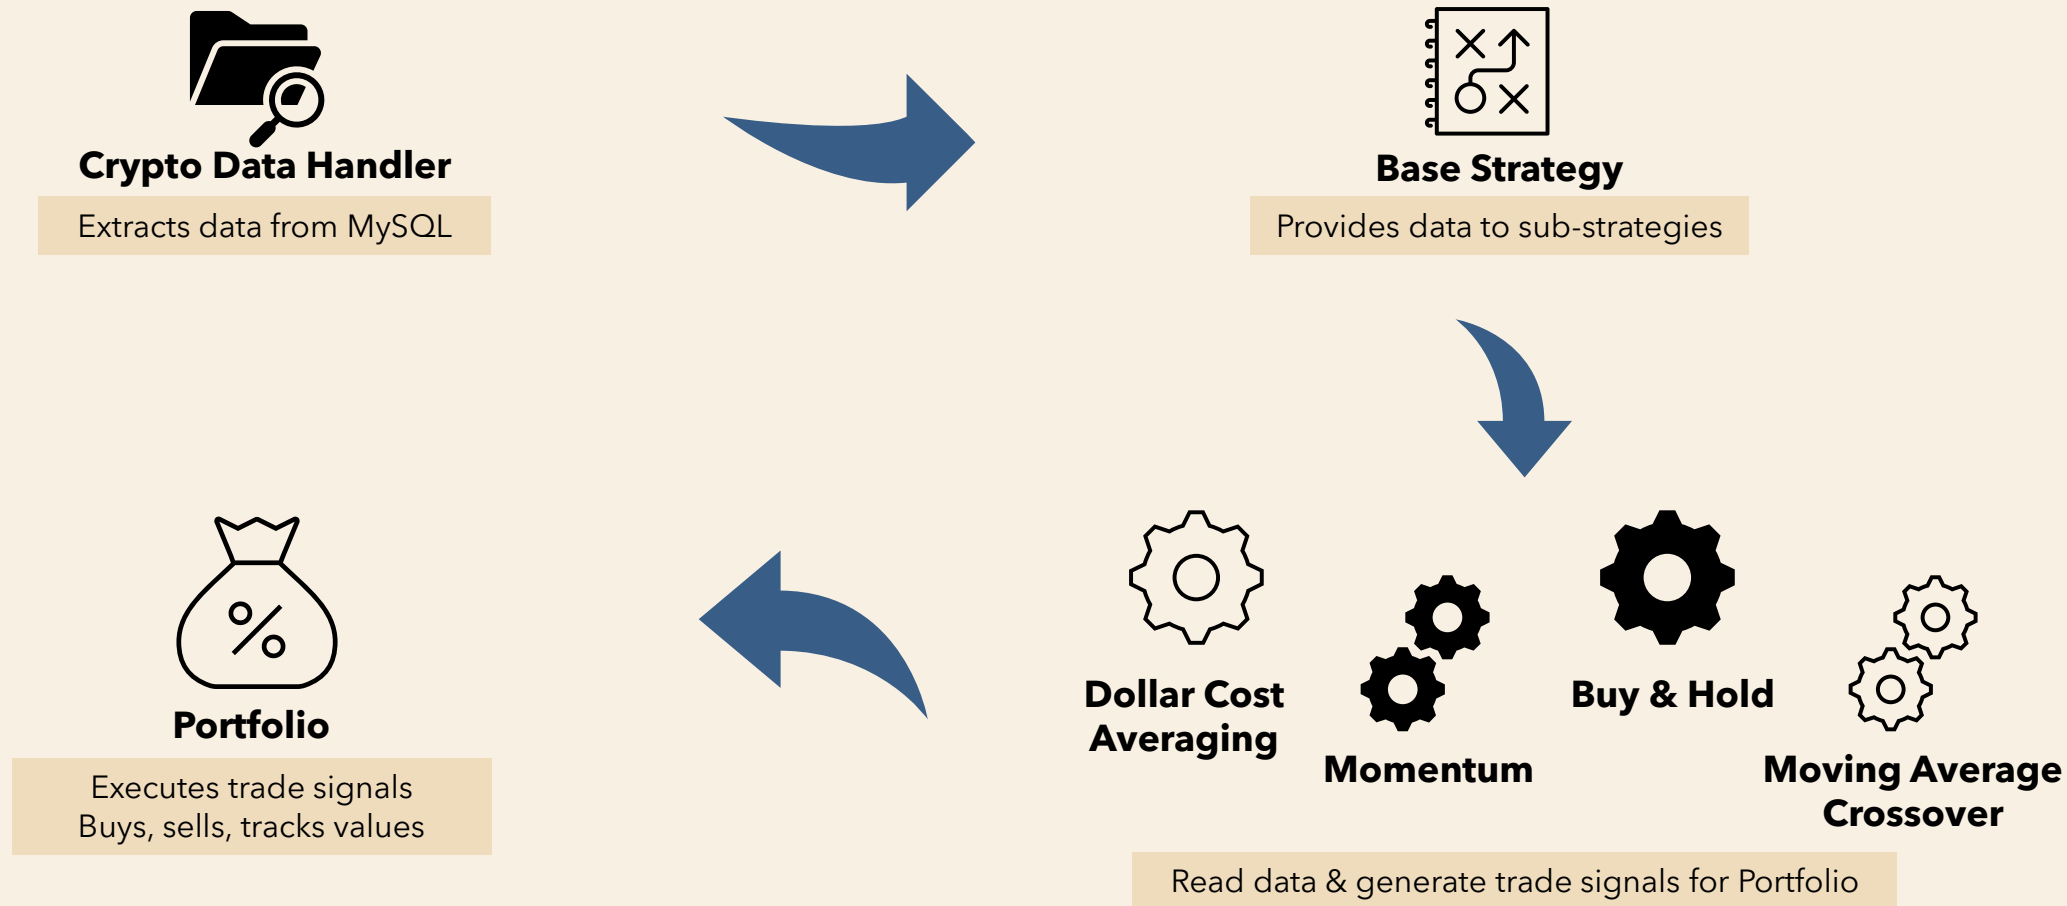 Crypto Data Handler
Extracts data from MySQL
Base Strategy
Provides data to sub-strategies
Dollar Cost
Averaging
Momentum
Buy & Hold
Moving Average
Crossover
Read data & generate trade signals for Portfolio
Portfolio
Executes trade signals
Buys, sells, tracks values